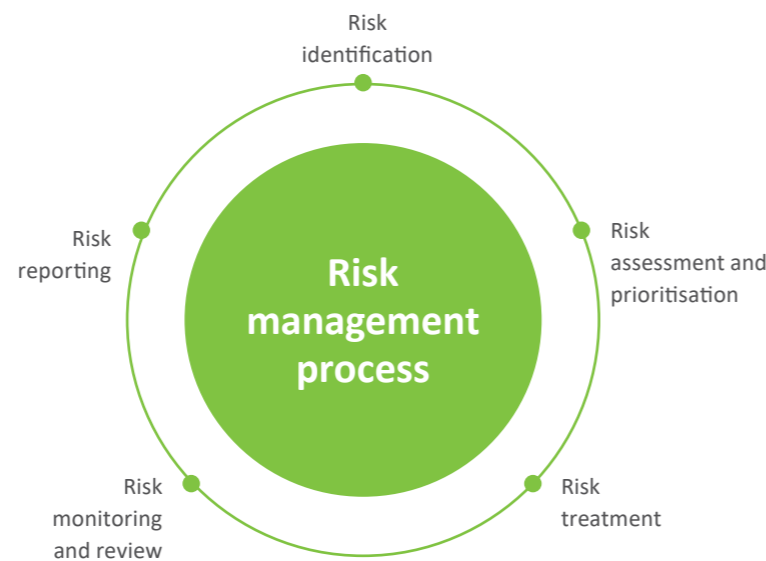 Risk
identification
Risk
assessment and
prioritisation
Risk
treatment
Risk
monitoring
and review
Risk
reporting
Risk
management
process